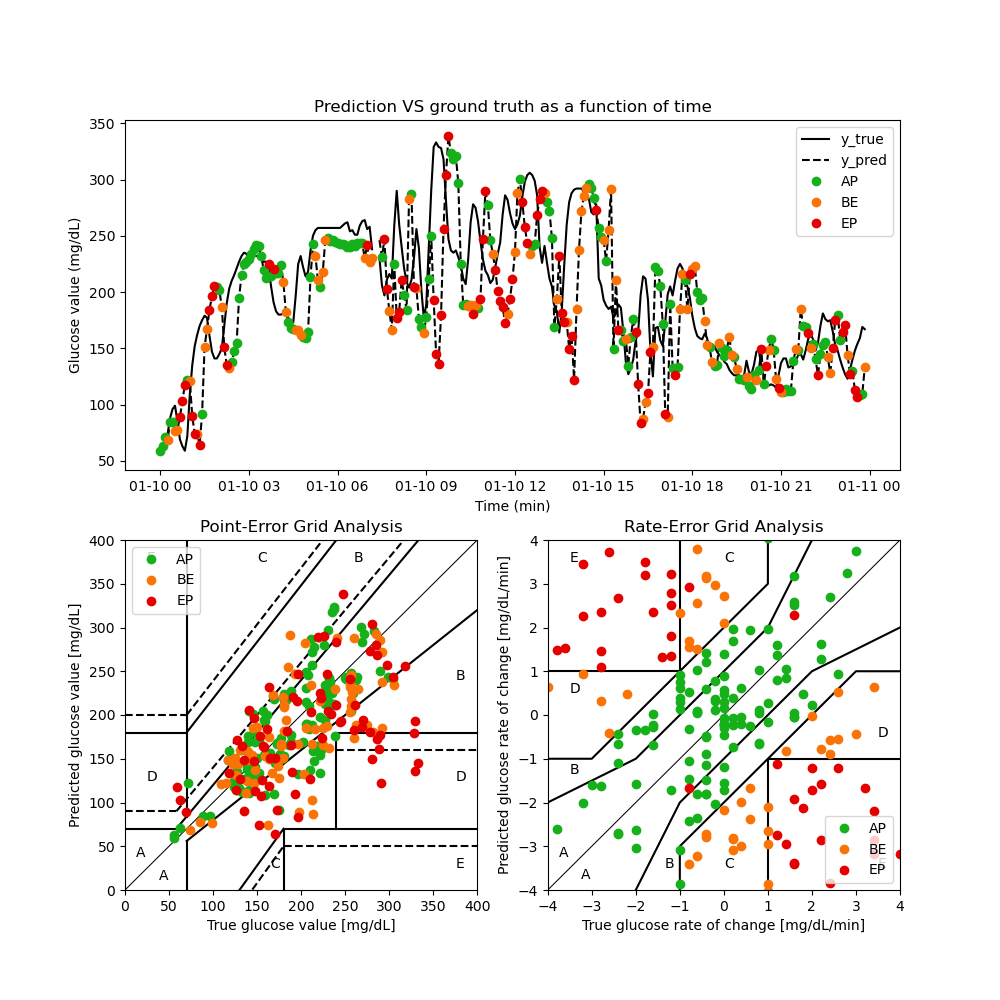 Prediction VS ground truth as a function of time
350
300
250
200
150
100
50
Glucose value (mg/dL)
y_true
y_pred
AP
BE
EP
01-10 00 01-10 03 01-10 06 01-10 09 01-10 12 01-10 15 01-10 18 01-10 21 01-11 00
Time (min)
Point-Error Grid Analysis
400
350
300
250
200
150
100
50
0
Predicted glucose value [mg/dL]
AP
BE
EP
C
B
B
D
D
A
A
C
E
0 50 100 150 200 250 300 350 400
True glucose value [mg/dL]
Rate-Error Grid Analysis
4
3
2
1
0
−1
−2
−3
−4
Predicted glucose rate of change [mg/dL/min]
E
C
D
D
B
A
A
B
C
AP
BE
EP
−4 −3 −2 −1 0 1 2 3 4
True glucose rate of change [mg/dL/min]